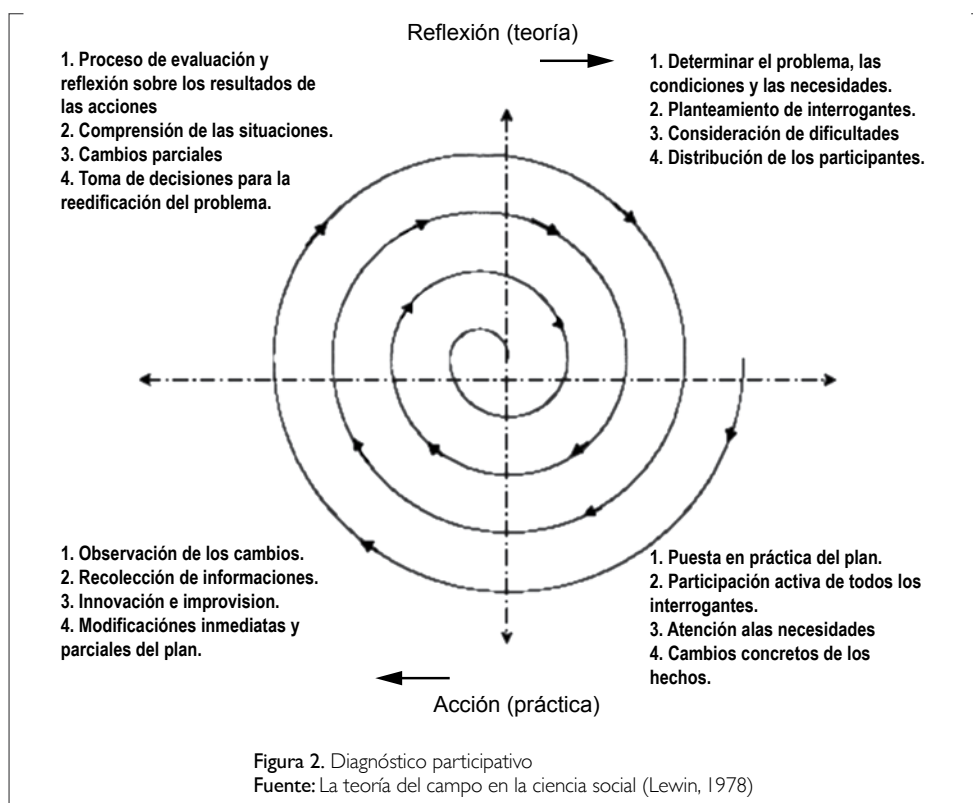 Reflexión (teoría)
1. Proceso de evaluación y
reflexión sobre los resultados de
las acciones
2. Comprensión de las situaciones.
3. Cambios parciales
4. Toma de decisiones para la
reedificación del problema.
1. Determinar el problema, las
condiciones y las necesidades.
2. Planteamiento de interrogantes.
3. Consideración de dificultades
4. Distribución de los participantes.
1. Observación de los cambios.
2. Recolección de informaciones.
3. Innovación e improvision.
4. Modificaciónes inmediatas y
parciales del plan.
1. Puesta en práctica del plan.
2. Participación activa de todos los
interrogantes.
3. Atención alas necesidades
4. Cambios concretos de los
hechos.
Acción (práctica)
Figura 2. Diagnóstico participativo
Fuente: La teoría del campo en la ciencia social (Lewin, 1978)